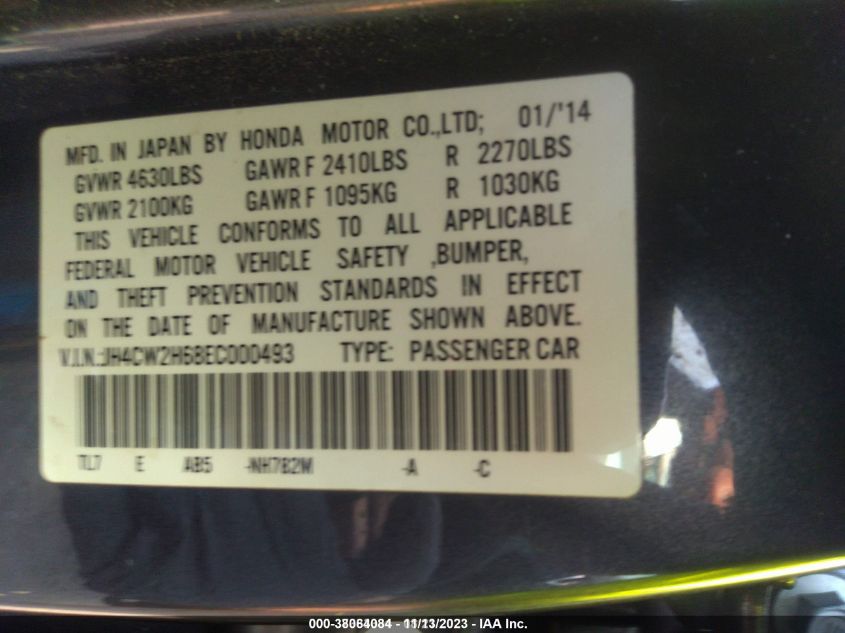 MFD. IN JAPAN BY HONDA MOTOR CO.,LTD; 01/'14
GVWR 4630LBS GAWR F 2410LBS R 2270LBS
GVWR 2100KG GAWR F 1095KG R 1030KG
THIS VEHICLE CONFORMS TO ALL APPLICABLE
FEDERAL MOTOR VEHICLE SAFETY ,BUMPER,
AND THEFT PREVENTION STANDARDS IN EFFECT
ON THE DATE OF MANUFACTURE SHOWN ABOVE.
V.I.N.:JH4CW2H68EC000493 TYPE: PASSENGER CAR
TL7 E AB5 -NH782M -A -C
000-38064084 - 11/13/2023 - IAA Inc.